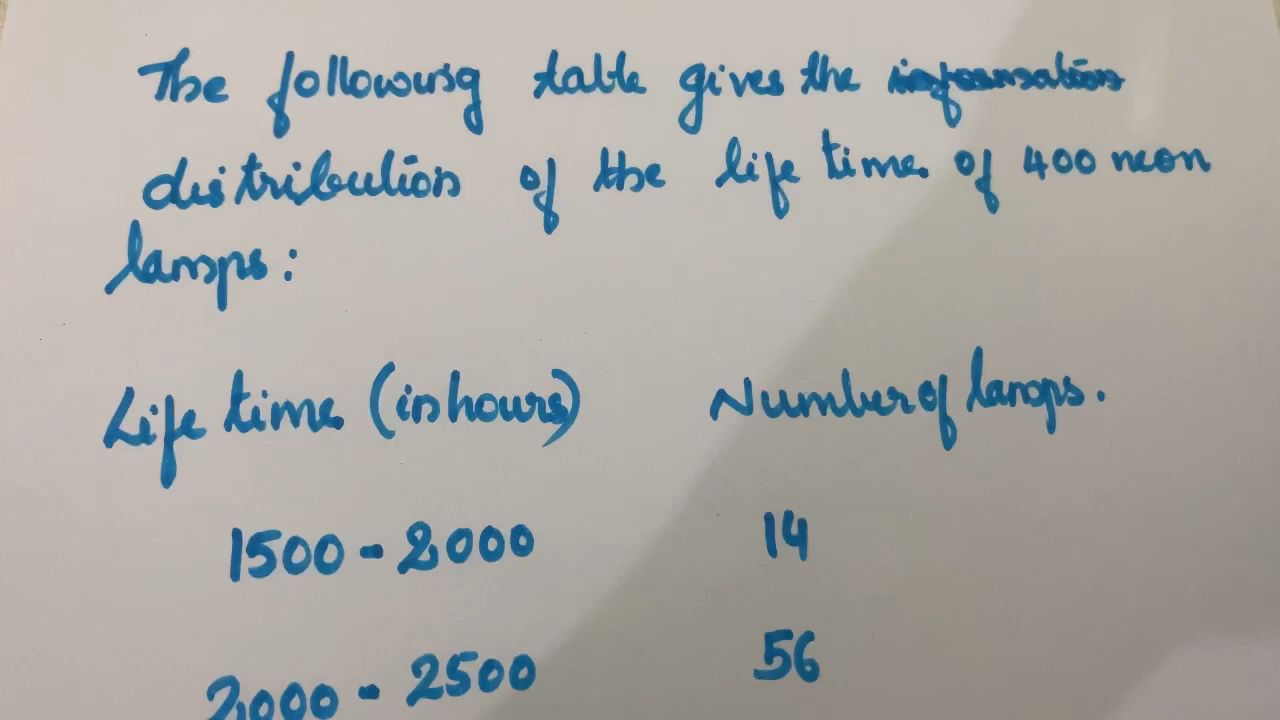 The following table gives the
distribution of the life time of 400 neon
lamps:
Life time (in hours) Number of lamps.
1500 - 2000 14
2000 - 2500 56